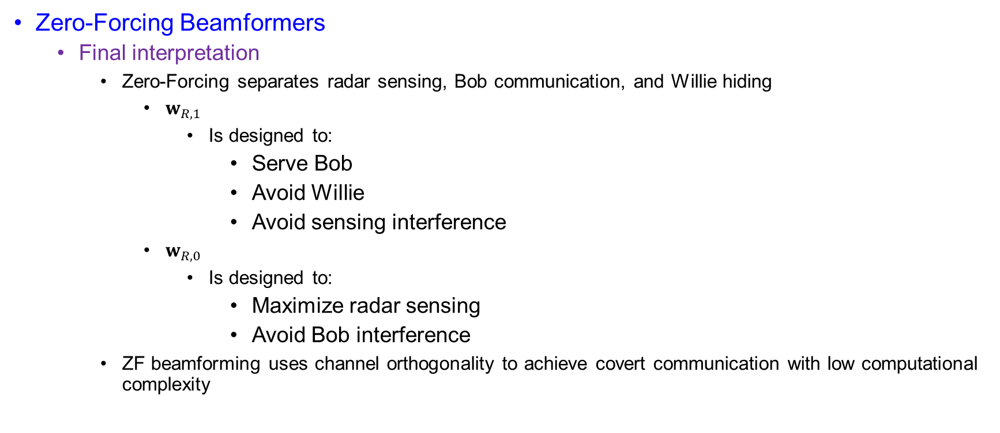 • Zero-Forcing Beamformers
• Final interpretation
• Zero-Forcing separates radar sensing, Bob communication, and Willie hiding
• 𝐰𝑅,1
• Is designed to:
• Serve Bob
• Avoid Willie
• Avoid sensing interference
• 𝐰𝑅,0
• Is designed to:
• Maximize radar sensing
• Avoid Bob interference
• ZF beamforming uses channel orthogonality to achieve covert communication with low computational
complexity